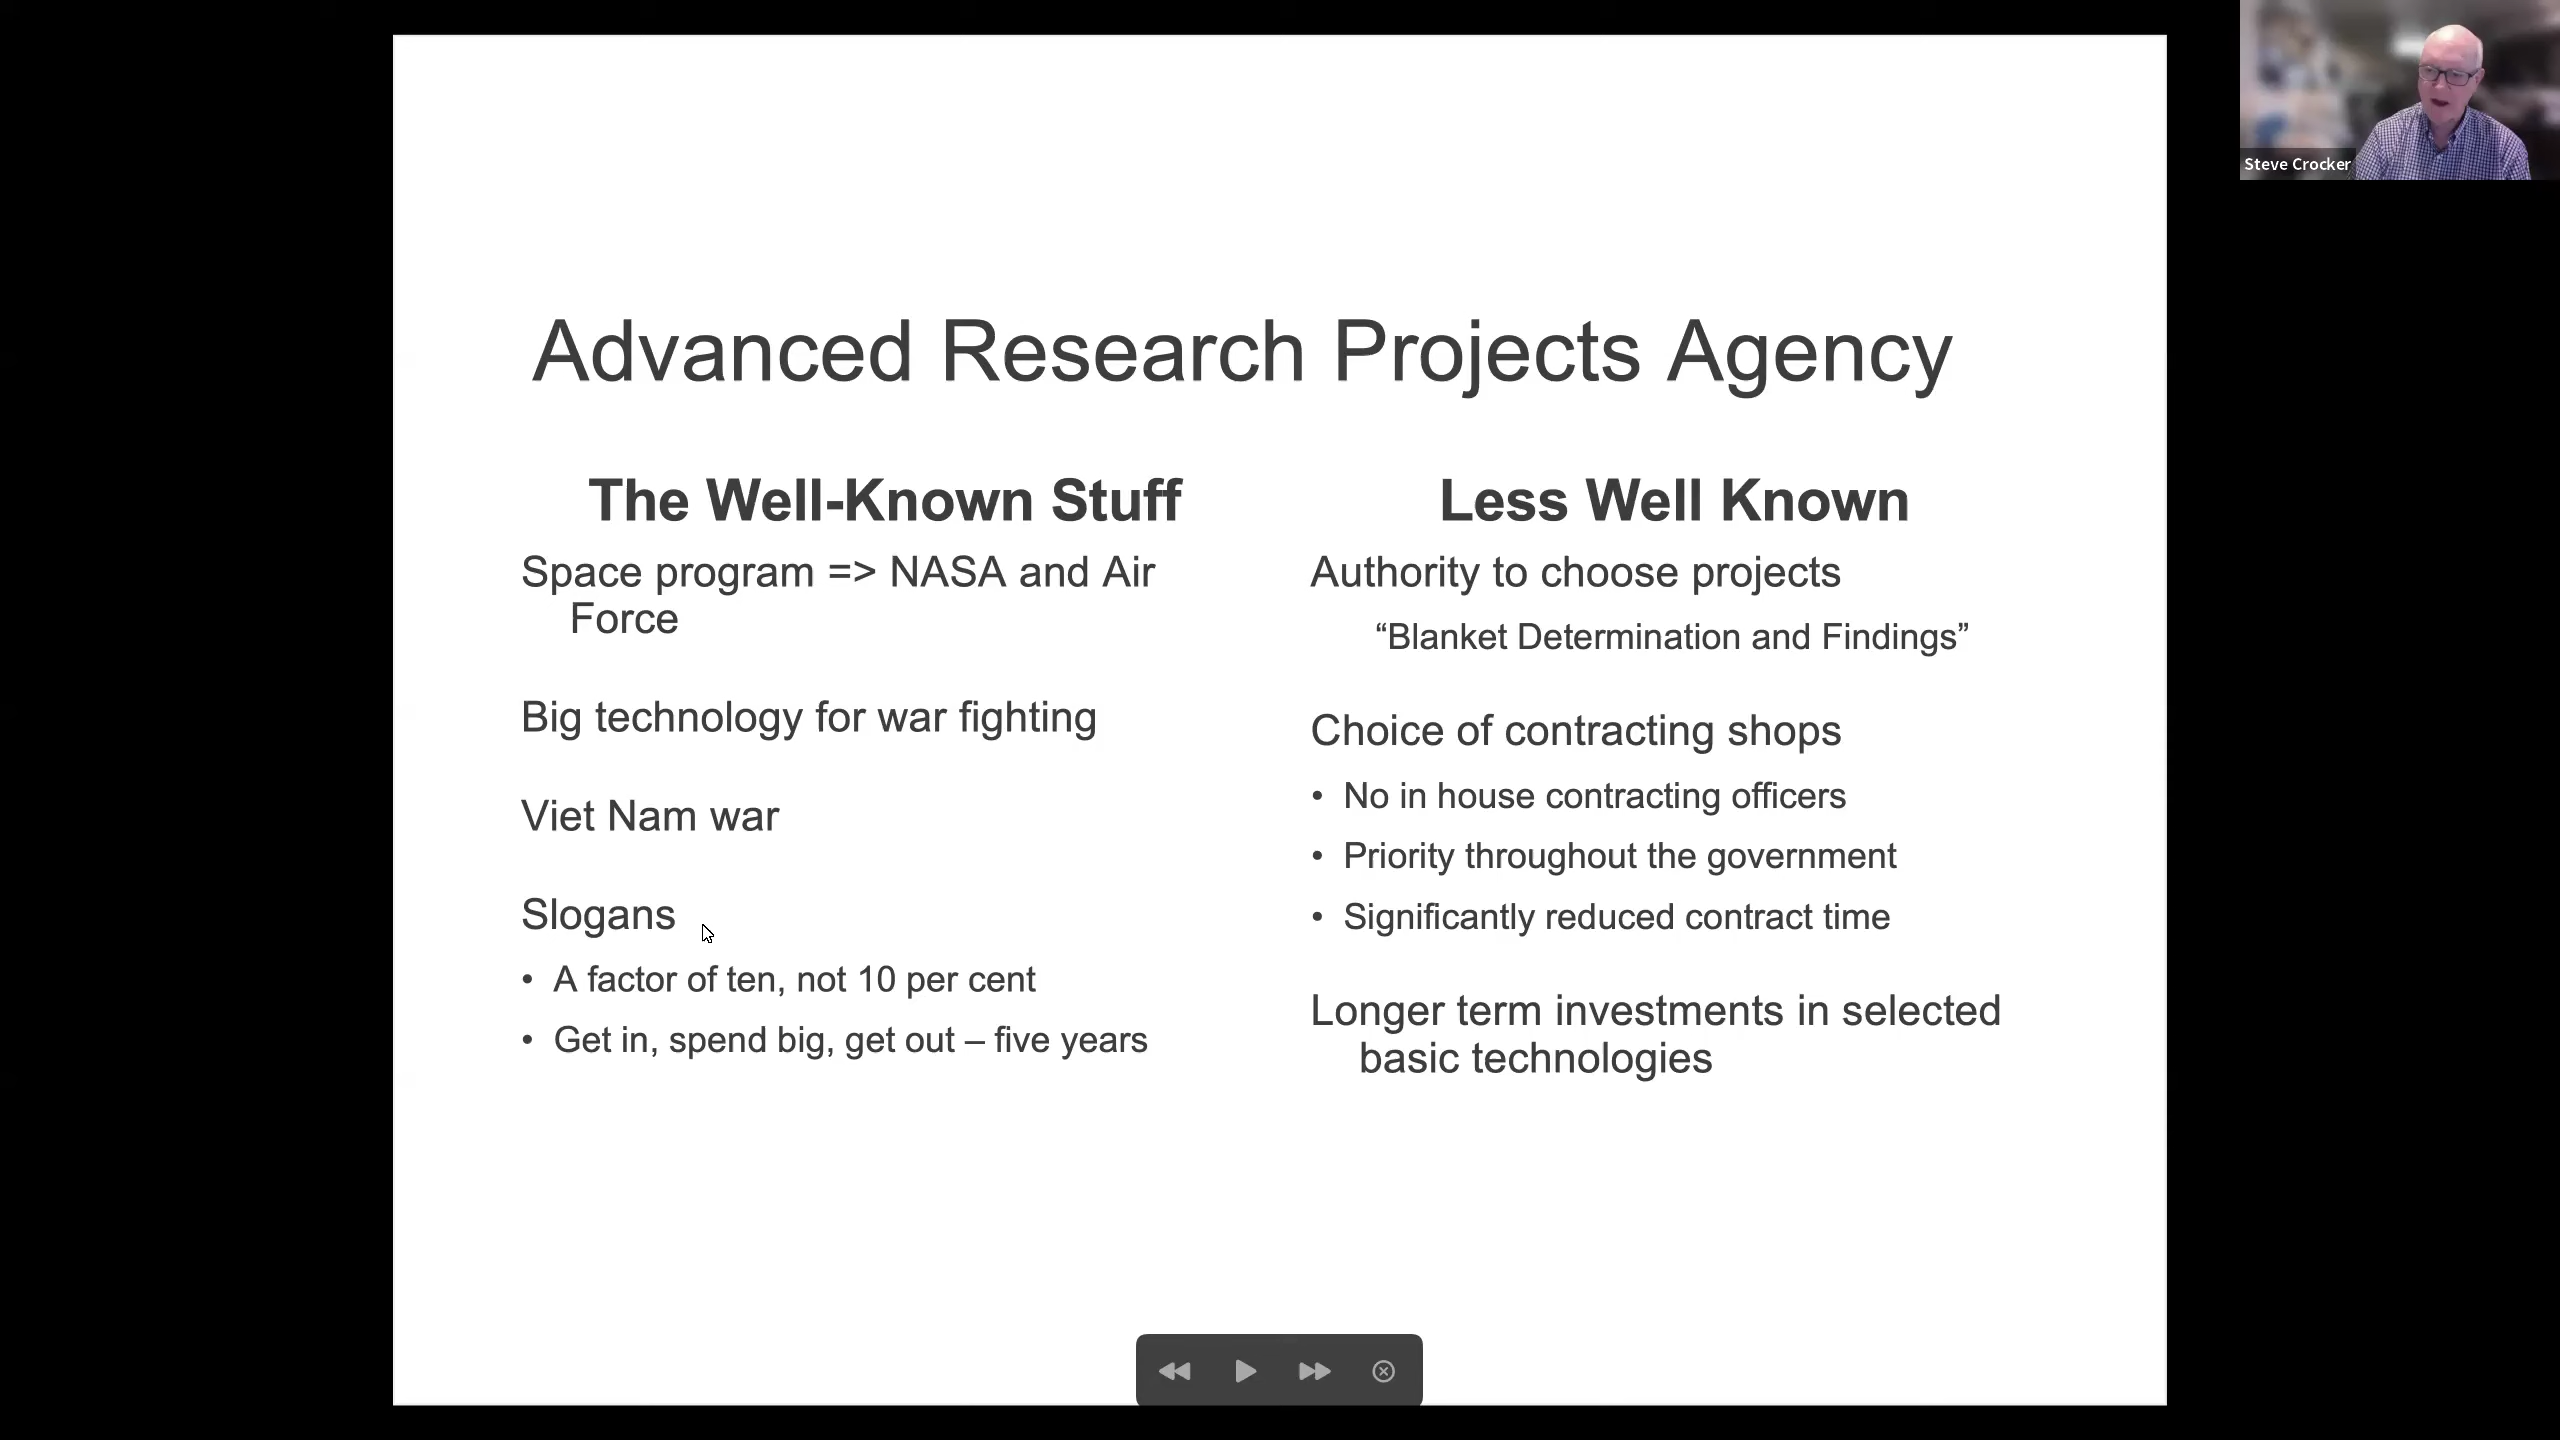 Steve Crocker
Advanced Research Projects Agency
The Well-Known Stuff
Space program => NASA and Air
Force
Big technology for war fighting
Viet Nam war
Slogans
• A factor of ten, not 10 per cent
• Get in, spend big, get out – five years
Less Well Known
Authority to choose projects
“Blanket Determination and Findings”
Choice of contracting shops
• No in house contracting officers
• Priority throughout the government
• Significantly reduced contract time
Longer term investments in selected
basic technologies